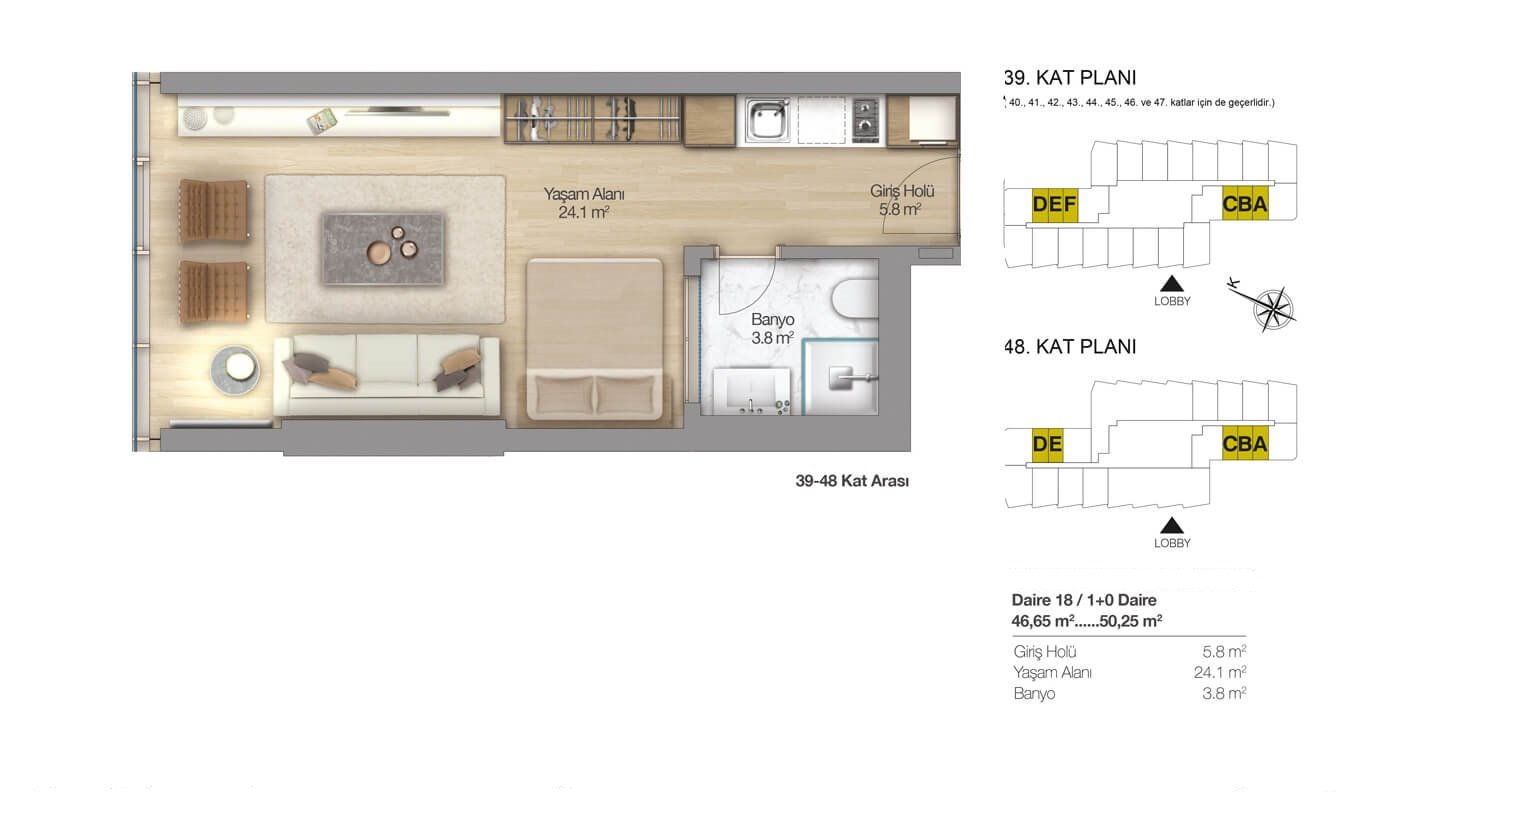 Yaşam Alanı
24.1 m²
Giriş Holü
5.8 m²
Banyo
3.8 m²
39-48 Kat Arası
39. KAT PLANI
40., 41., 42., 43., 44., 45., 46. ve 47. katlar için de geçerlidir.)
DEF
CBA
K
LOBBY
48. KAT PLANI
DE
CBA
LOBBY
Daire 18 / 1+0 Daire
46,65 m²......50,25 m²
Giriş Holü 5.8 m²
Yaşam Alanı 24.1 m²
Banyo 3.8 m²